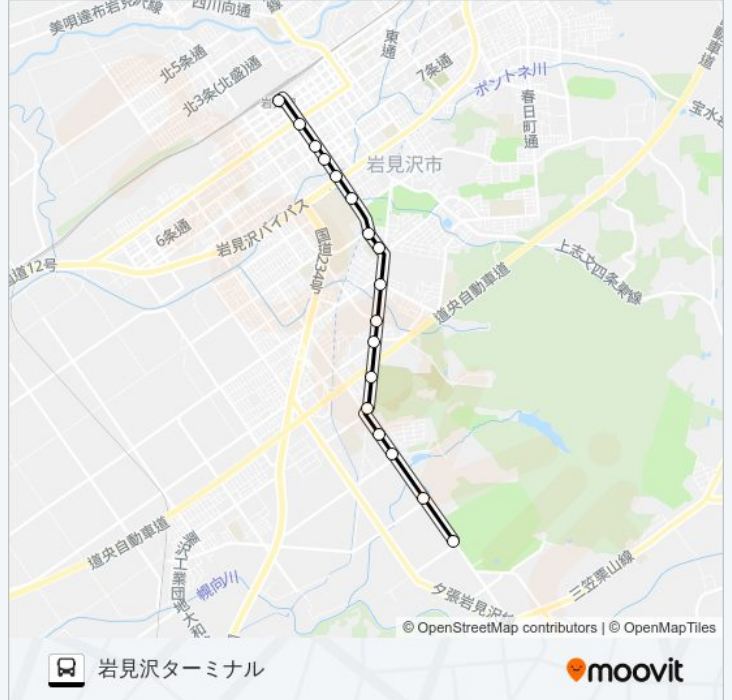 美唄達布岩見沢線
四川向通
線
東通
北5条通
7条通
北3条(北盛)通
ポントネ川
春日町通
動車道
宝水
岩見沢市
6条通
岩見沢バイパス
国道234号
道12号
上志文四条東線
道央自動車道
道央自動車道
幌向川
三笠栗山線
夕張岩見沢
© OpenStreetMap contributors | © OpenMapTiles
岩見沢ターミナル
moovit